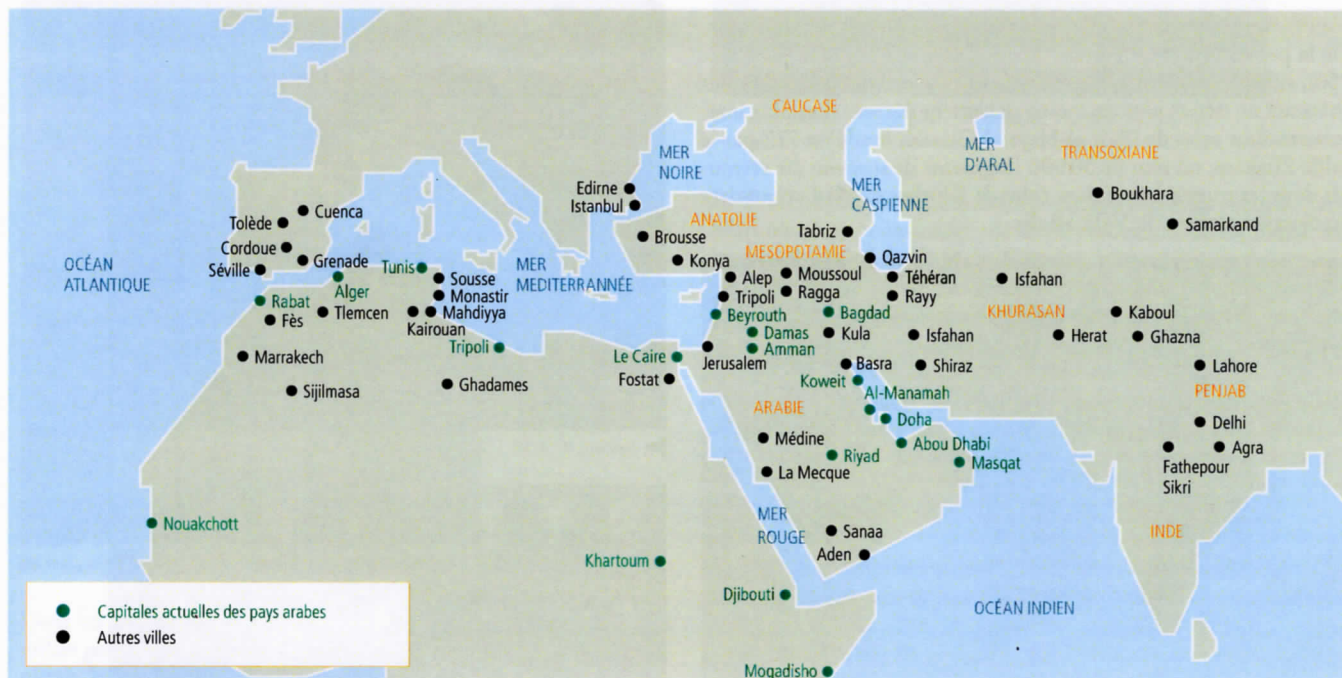 CAUCASE
MER
NOIRE
MER
D'ARAL
TRANSOXIANE
Edirne
Istanbul
MER
CASPIENNE
Boukhara
Cuenca
Tolède
ANATOLIE
Samarkand
Brousse
Tabriz
Cordoue
MESOPOTAMIE
Grenade
Konya
Qazvin
OCÉAN
ATLANTIQUE
Séville
Tunis
MER
MEDITERRANNÉE
Alger
Sousse
Alep
Moussoul
Téhéran
Isfahan
Rabat
Monastir
Tripoli
Ragga
Rayy
Fès
Tlemcen
Mahdiyya
Beyrouth
Bagdad
KHURASAN
Kaboul
Kairouan
Damas
Kula
Isfahan
Herat
Ghazna
Tripoli
Amman
Marrakech
Le Caire
Jerusalem
Basra
Shiraz
Lahore
Fostat
Koweit
Sijilmasa
Ghadames
Al-Manamah
PENJAB
ARABIE
Doha
Delhi
Médine
Abou Dhabi
Agra
Riyad
Masqat
Fathepour
Sikri
La Mecque
MER
ROUGE
Nouakchott
Sanaa
INDE
Aden
Khartoum
Djibouti
OCÉAN INDIEN
Capitales actuelles des pays arabes
Autres villes
Mogadisho